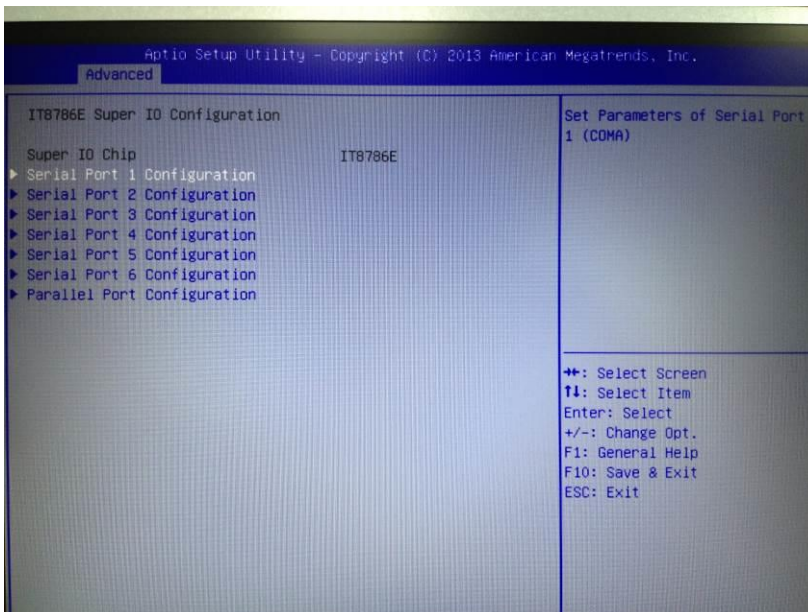 Aptio Setup Utility – Copyright (C) 2013 American Megatrends, Inc.
Advanced
IT8786E Super IO Configuration
Super IO Chip IT8786E
▶ Serial Port 1 Configuration
▶ Serial Port 2 Configuration
▶ Serial Port 3 Configuration
▶ Serial Port 4 Configuration
▶ Serial Port 5 Configuration
▶ Serial Port 6 Configuration
▶ Parallel Port Configuration
Set Parameters of Serial Port
1 (COMA)
→←: Select Screen
↑↓: Select Item
Enter: Select
+/-: Change Opt.
F1: General Help
F10: Save & Exit
ESC: Exit